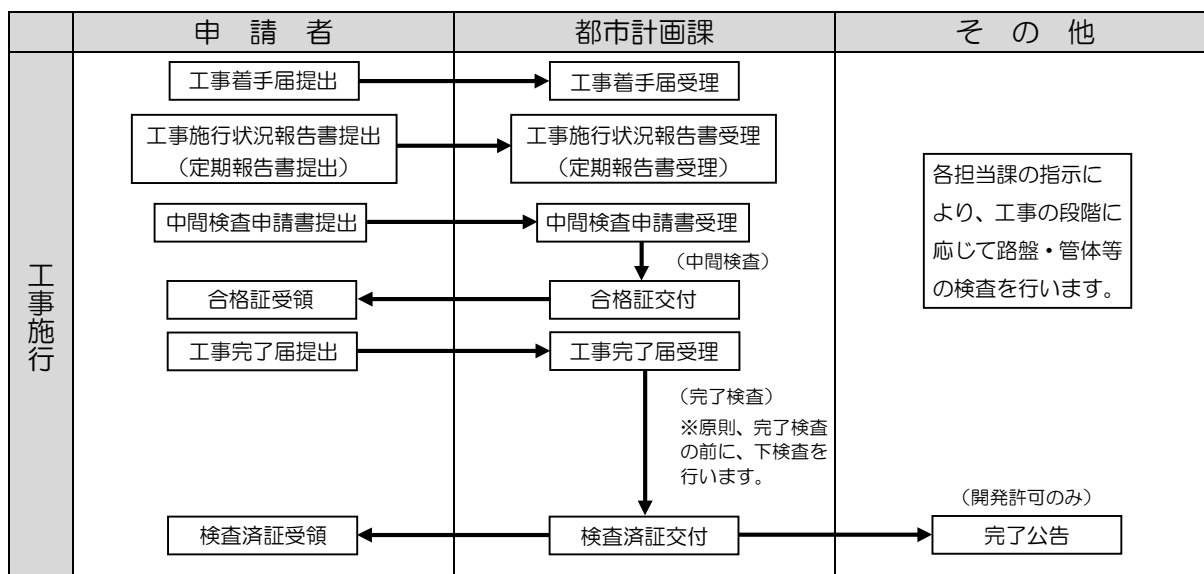 申請者
都市計画課
その他
工事施行
工事着手届提出
工事着手届受理
工事施行状況報告書提出
（定期報告書提出）
工事施行状況報告書受理
（定期報告書受理）
各担当課の指示に
より、工事の段階に
応じて路盤・管体等
の検査を行います。
中間検査申請書提出
中間検査申請書受理
（中間検査）
合格証受領
合格証交付
工事完了届提出
工事完了届受理
（完了検査）
※原則、完了検査
の前に、下検査を
行います。
（開発許可のみ）
検査済証受領
検査済証交付
完了公告